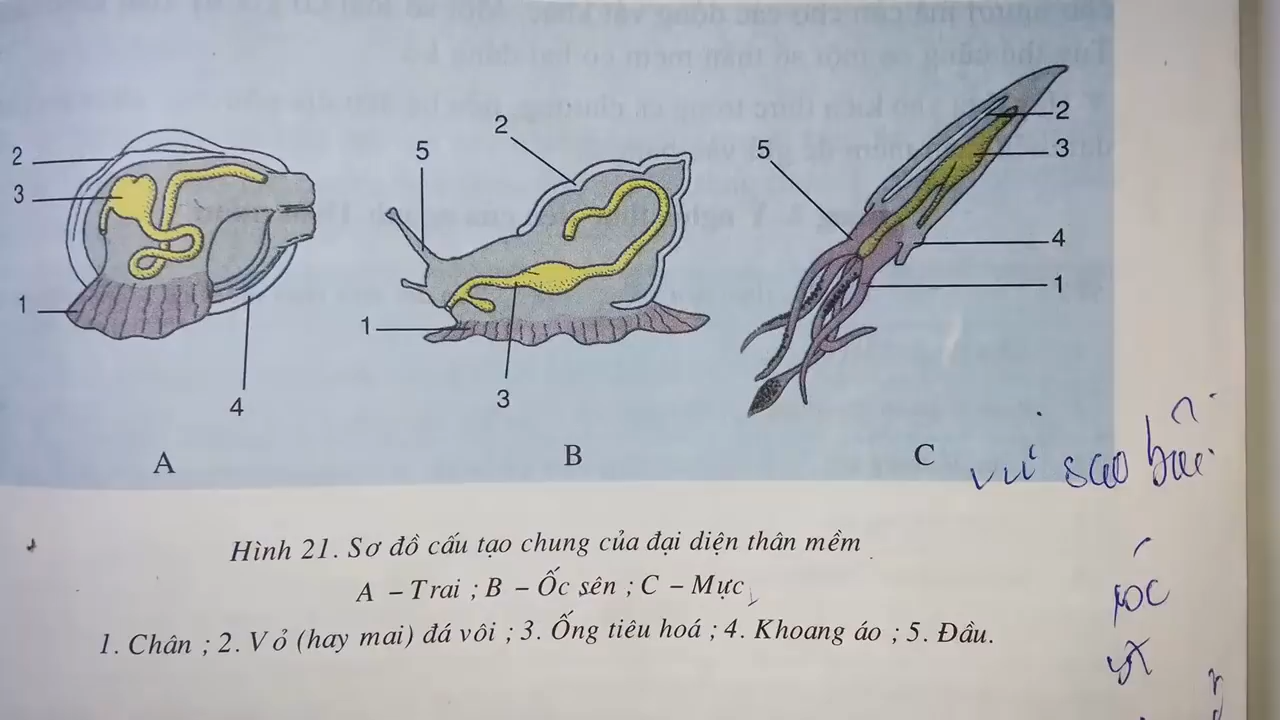 2
3
1
4
A
5
2
1
3
B
5
2
3
4
1
C
Hình 21. Sơ đồ cấu tạo chung của đại diện thân mềm
A – Trai ; B – Ốc sên ; C – Mực
1. Chân ; 2. Vỏ (hay mai) đá vôi ; 3. Ống tiêu hoá ; 4. Khoang áo ; 5. Đầu.
sao